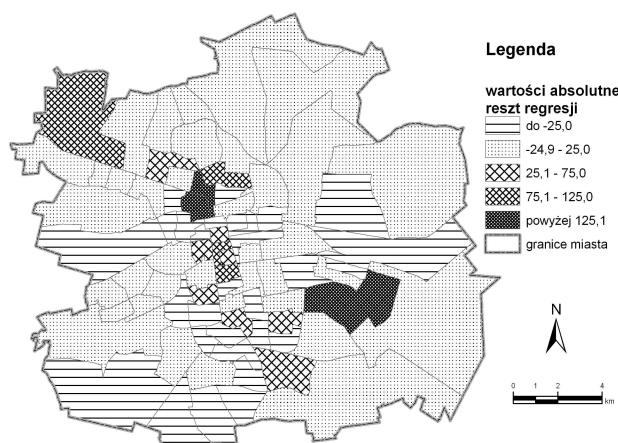 Legenda
wartości absolutne
reszt regresji
do -25,0
-24,9 - 25,0
25,1 - 75,0
75,1 - 125,0
powyżej 125,1
granice miasta
N
0 1 2 4
km